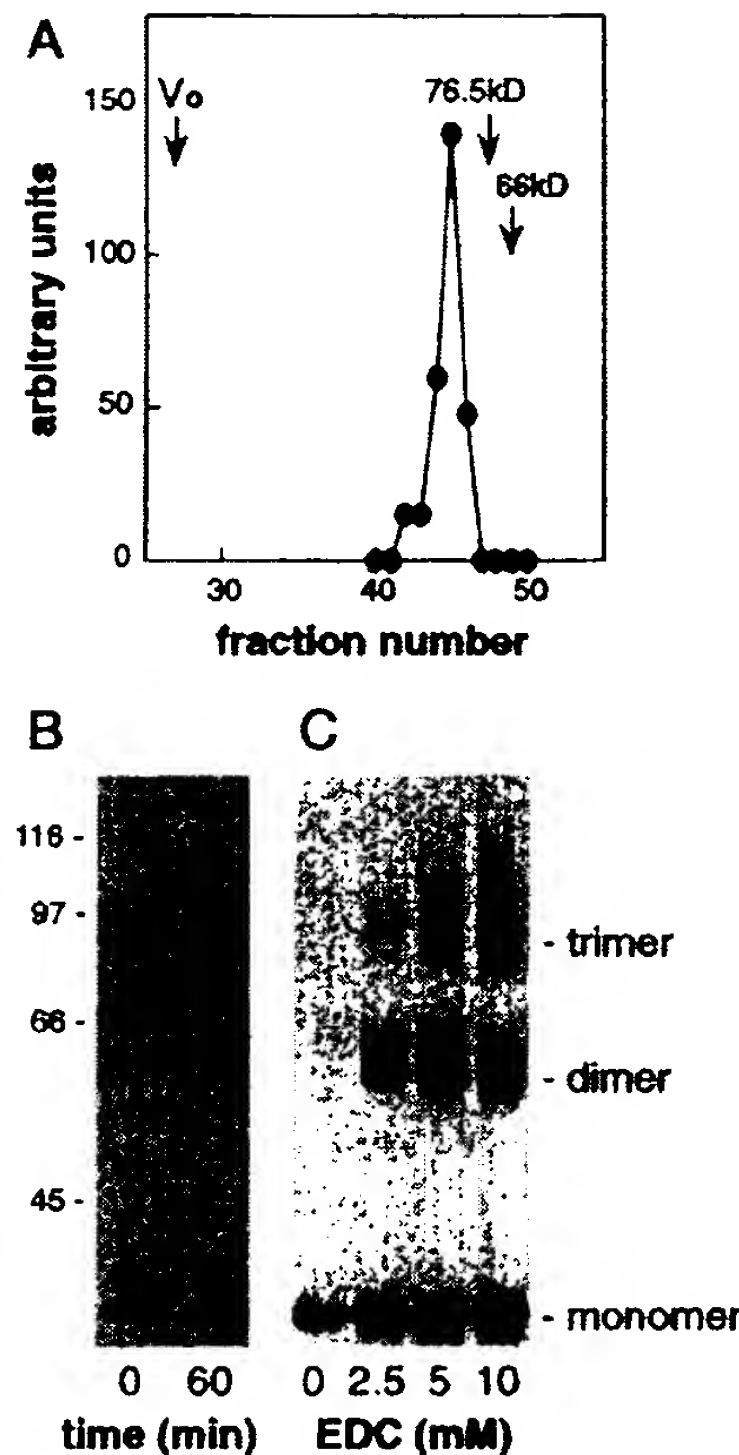 A
150
Vo
76.5kD
66kD
100
50
0
30
40
50
arbitrary units
fraction number
B
C
116 -
97 -
66 -
45 -
- trimer
- dimer
- monomer
0 60
time (min)
0 2.5 5 10
EDC (mM)